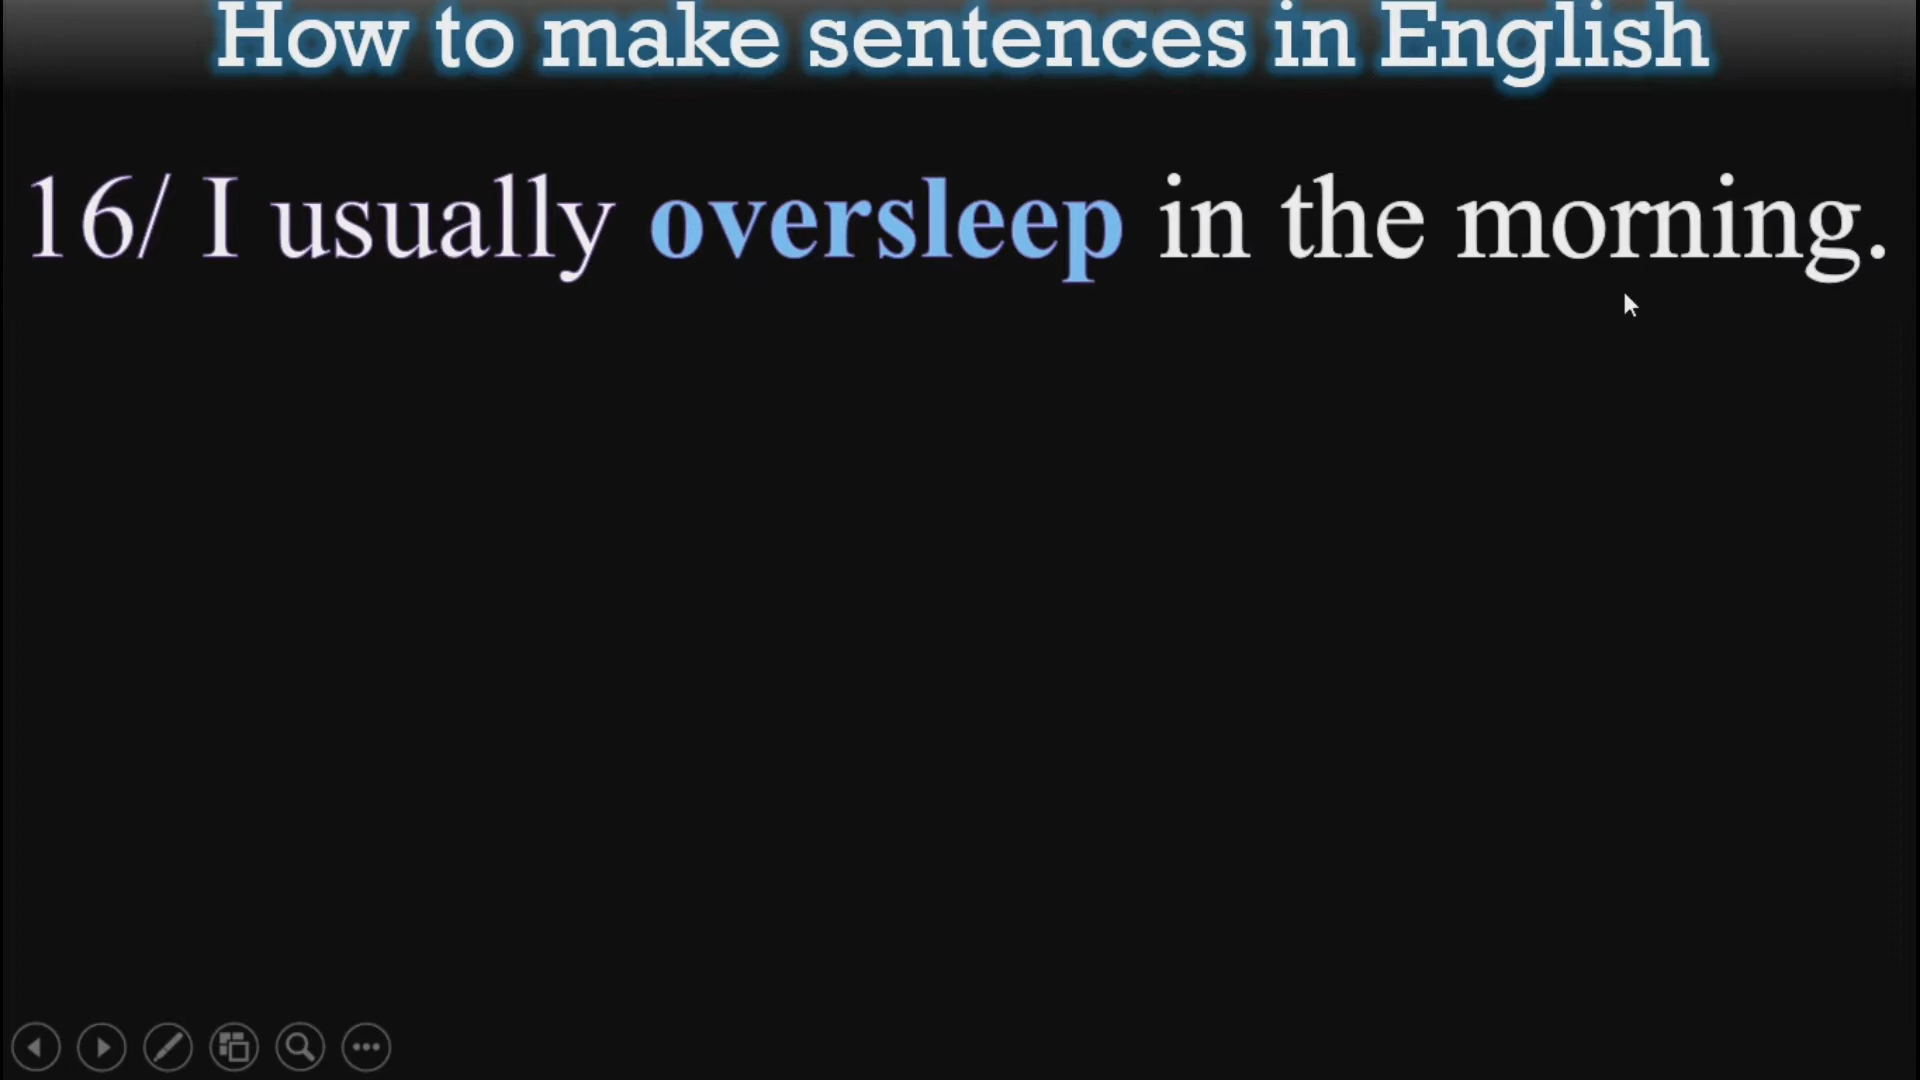 How to make sentences in English
16/ I usually oversleep in the morning.